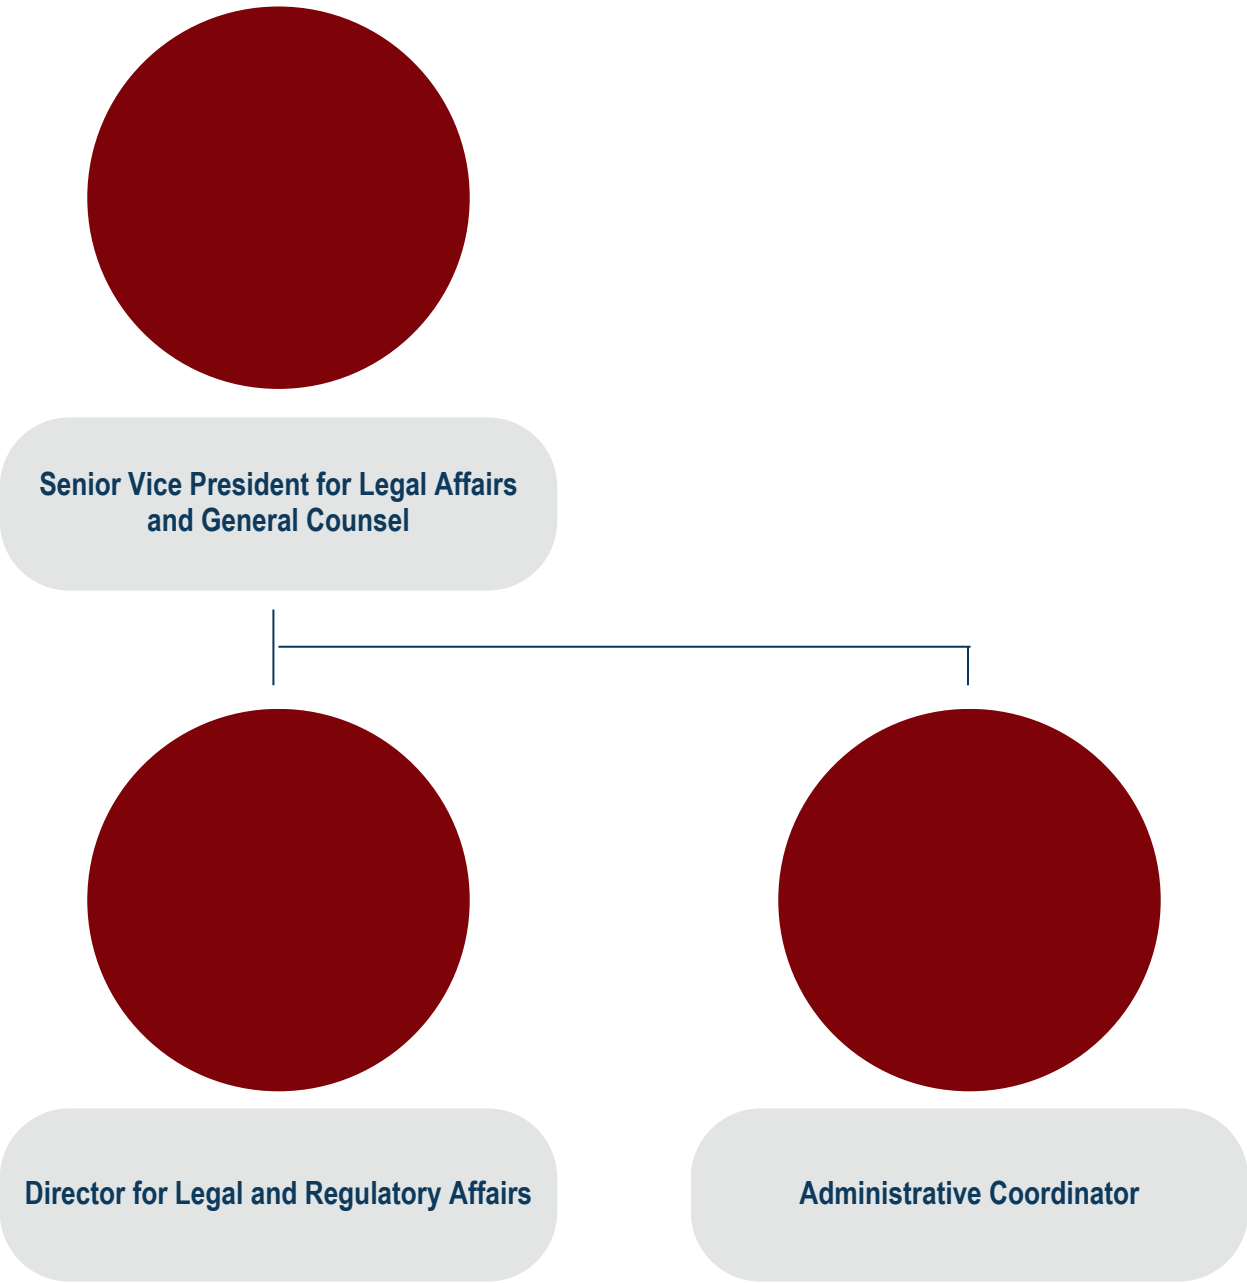 Senior Vice President for Legal Affairs
and General Counsel
Director for Legal and Regulatory Affairs
Administrative Coordinator